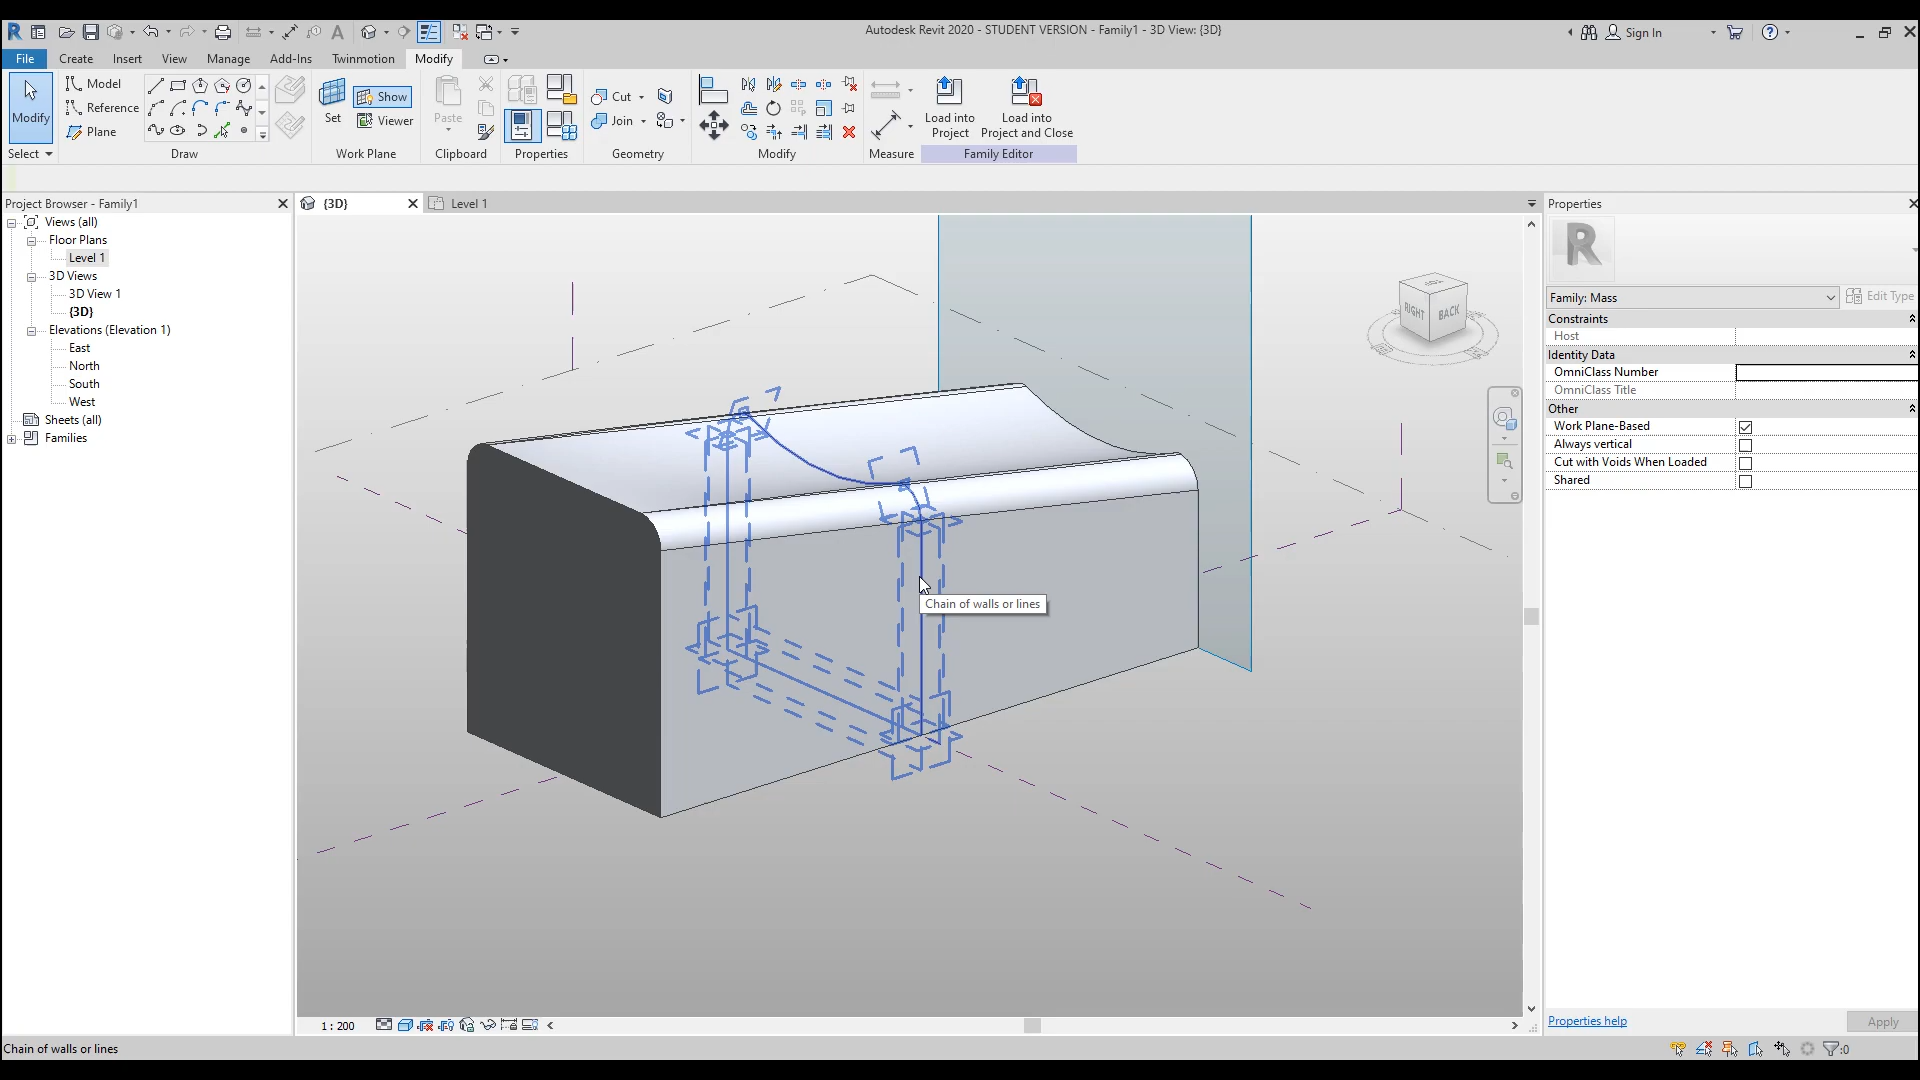 Autodesk Revit 2020 - STUDENT VERSION - Family1 - 3D View: {3D}
Sign In
File
Create
Insert
View
Manage
Add-Ins
Twinmotion
Modify
Modify
Select
Model
Reference
Plane
Draw
Set
Show
Viewer
Work Plane
Paste
Clipboard
Properties
Cut
Join
Geometry
Modify
Measure
Load into
Project
Load into
Project and Close
Family Editor
Project Browser - Family1
Views (all)
Floor Plans
Level 1
3D Views
3D View 1
{3D}
Elevations (Elevation 1)
East
North
South
West
Sheets (all)
Families
{3D}
Level 1
RIGHT
BACK
Chain of walls or lines
1 : 200
Properties
R
Family: Mass
Edit Type
Constraints
Host
Identity Data
OmniClass Number
OmniClass Title
Other
Work Plane-Based
Always vertical
Cut with Voids When Loaded
Shared
Properties help
Apply
Chain of walls or lines
:0